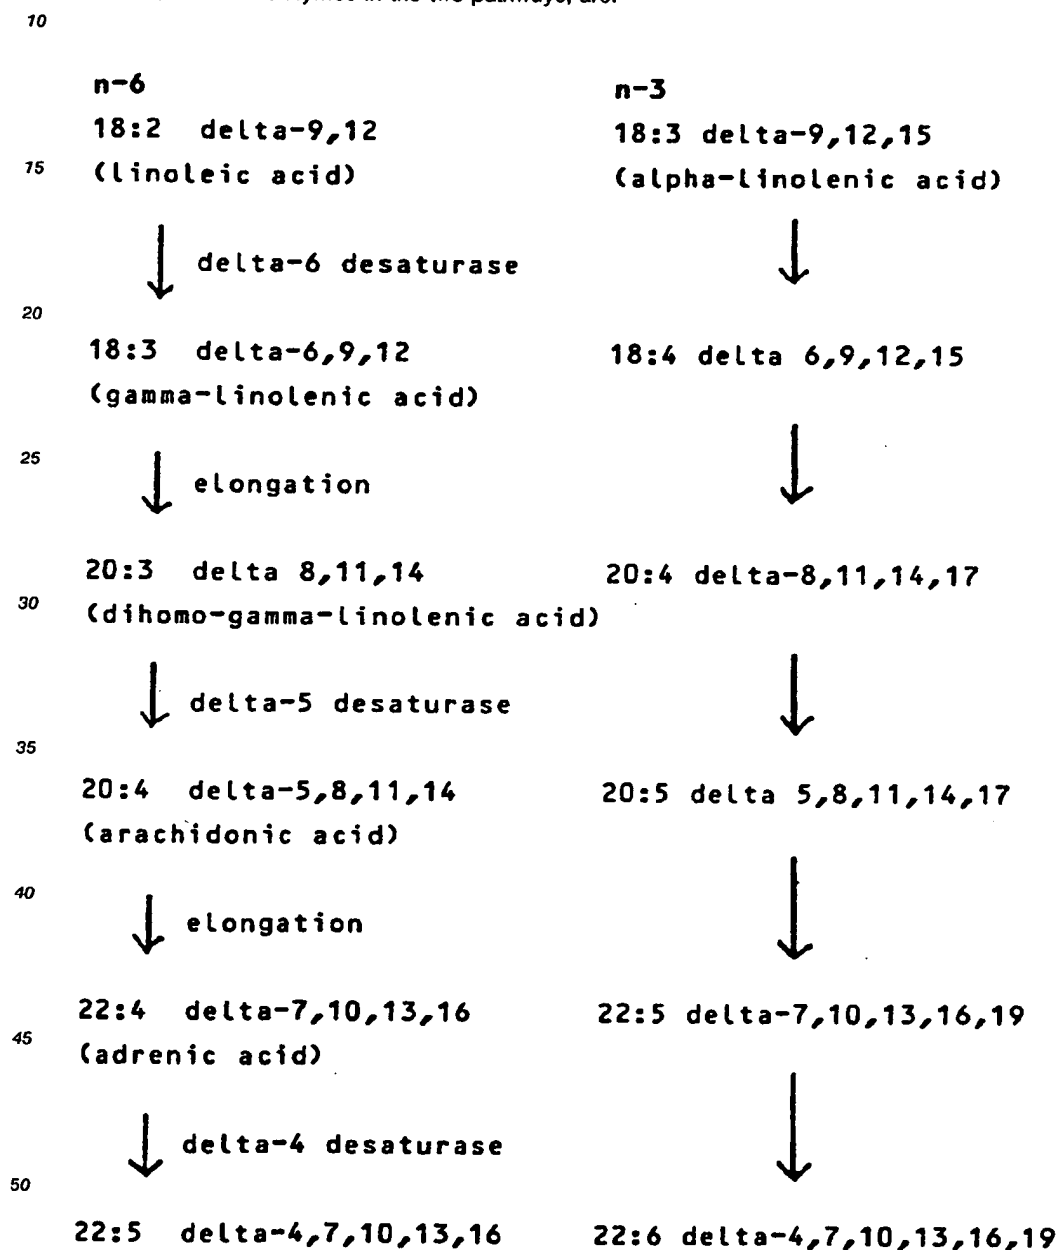 enzymes in the two pathways, are:
10
n-6 n-3
18:2 delta-9,12 18:3 delta-9,12,15
15 (linoleic acid) (alpha-linolenic acid)
delta-6 desaturase
20
18:3 delta-6,9,12 18:4 delta 6,9,12,15
(gamma-linolenic acid)
25
elongation
20:3 delta 8,11,14 20:4 delta-8,11,14,17
30 (dihomo-gamma-linolenic acid)
delta-5 desaturase
35
20:4 delta-5,8,11,14 20:5 delta 5,8,11,14,17
(arachidonic acid)
40
elongation
22:4 delta-7,10,13,16 22:5 delta-7,10,13,16,19
45 (adrenic acid)
delta-4 desaturase
50
22:5 delta-4,7,10,13,16 22:6 delta-4,7,10,13,16,19